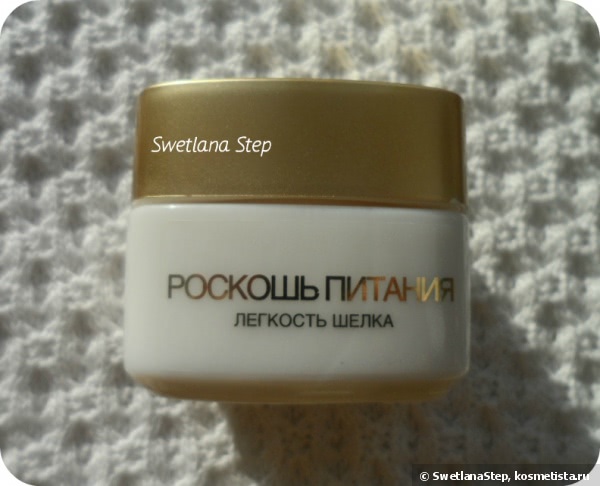 Swetlana Step
РОСКОШЬ ПИТАНИЯ
ЛЕГКОСТЬ ШЕЛКА
© SwetlanaStep, kosmetista.ru